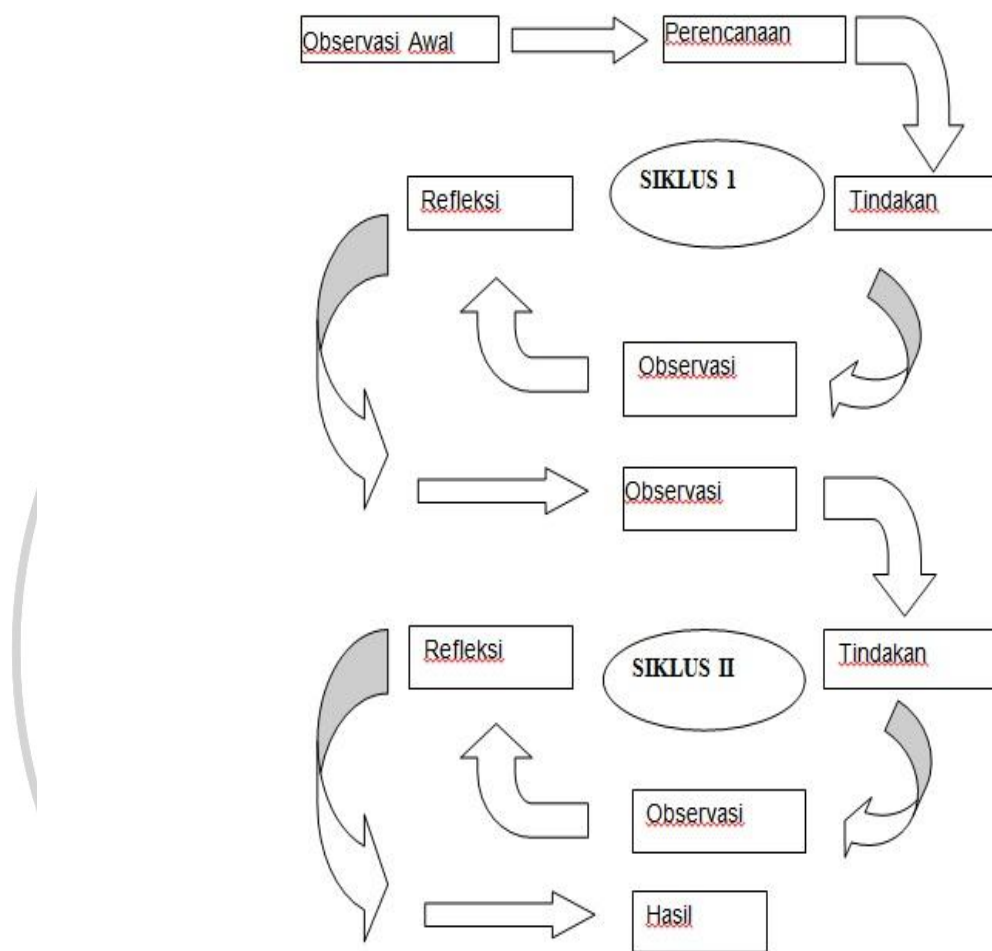 Observasi Awal
Perencanaan
Refleksi
SIKLUS 1
Tindakan
Observasi
Observasi
Refleksi
SIKLUS II
Tindakan
Observasi
Hasil